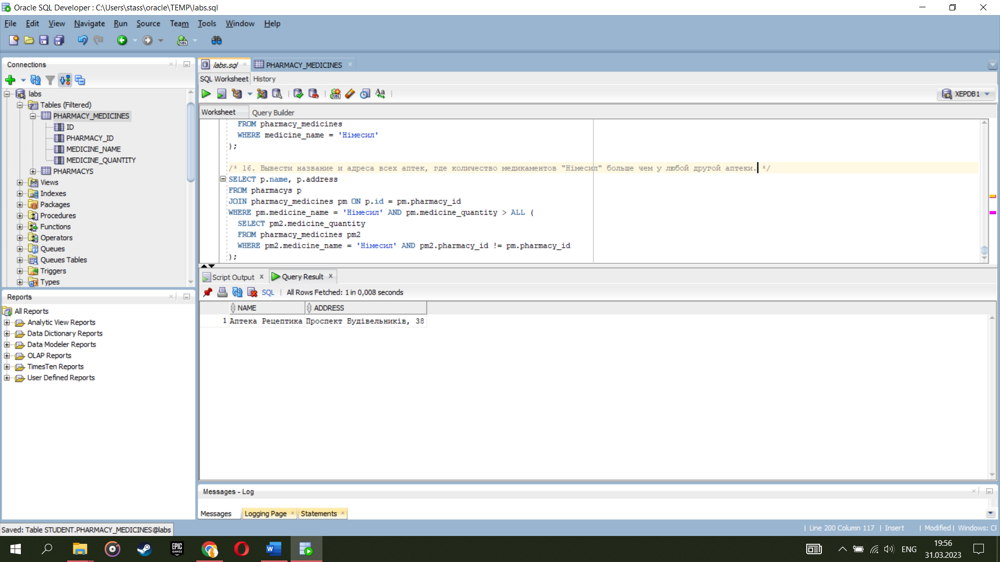 Oracle SQL Developer : C:\Users\stass\oracle\TEMP\labs.sql
File Edit View Navigate Run Source Team Tools Window Help
Connections
labs
Tables (Filtered)
PHARMACY_MEDICINES
ID
PHARMACY_ID
MEDICINE_NAME
MEDICINE_QUANTITY
PHARMACYS
Views
Indexes
Packages
Procedures
Functions
Operators
Queues
Queues Tables
Triggers
Types
Reports
All Reports
Analytic View Reports
Data Dictionary Reports
Data Modeler Reports
OLAP Reports
TimesTen Reports
User Defined Reports
labs.sql PHARMACY_MEDICINES
SQL Worksheet History
XEPDB1
Worksheet Query Builder
FROM pharmacy_medicines
WHERE medicine_name = 'Німесил'
);
/* 16. Вывести название и адреса всех аптек, где количество медикаментов "Німесил" больше чем у любой другой аптеки. */
SELECT p.name, p.address
FROM pharmacys p
JOIN pharmacy_medicines pm ON p.id = pm.pharmacy_id
WHERE pm.medicine_name = 'Німесил' AND pm.medicine_quantity > ALL (
SELECT pm2.medicine_quantity
FROM pharmacy_medicines pm2
WHERE pm2.medicine_name = 'Німесил' AND pm2.pharmacy_id != pm.pharmacy_id
);
Script Output Query Result
SQL | All Rows Fetched: 1 in 0,008 seconds
NAME ADDRESS
1 Аптека Рецептика Проспект Будівельників, 38
Messages - Log
Messages Logging Page Statements
Saved: Table STUDENT.PHARMACY_MEDICINES@labs
| Line 200 Column 117 | Insert | Modified | Windows: CF
EPIC GAMES
ENG
19:56
31.03.2023